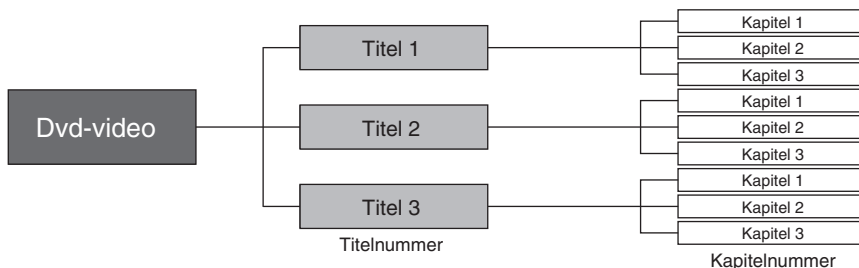 Dvd-video
Titel 1
Kapitel 1
Kapitel 2
Kapitel 3
Titel 2
Kapitel 1
Kapitel 2
Kapitel 3
Titel 3
Kapitel 1
Kapitel 2
Kapitel 3
Titelnummer
Kapitelnummer